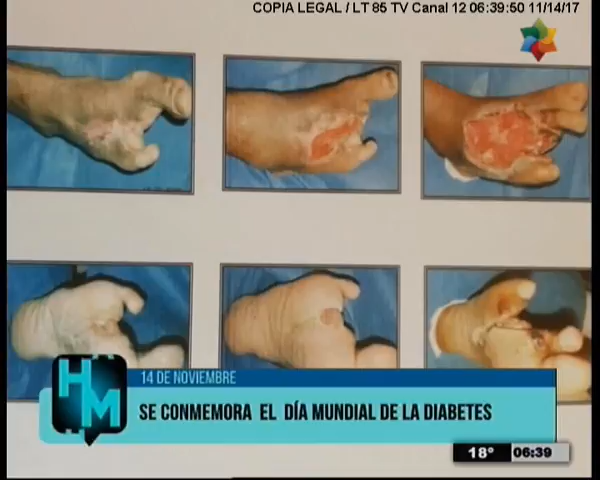 COPIA LEGAL / LT 85 TV Canal 12 06:39:50 11/14/17
14 DE NOVIEMBRE
HM
SE CONMEMORA EL DÍA MUNDIAL DE LA DIABETES
18° 06:39